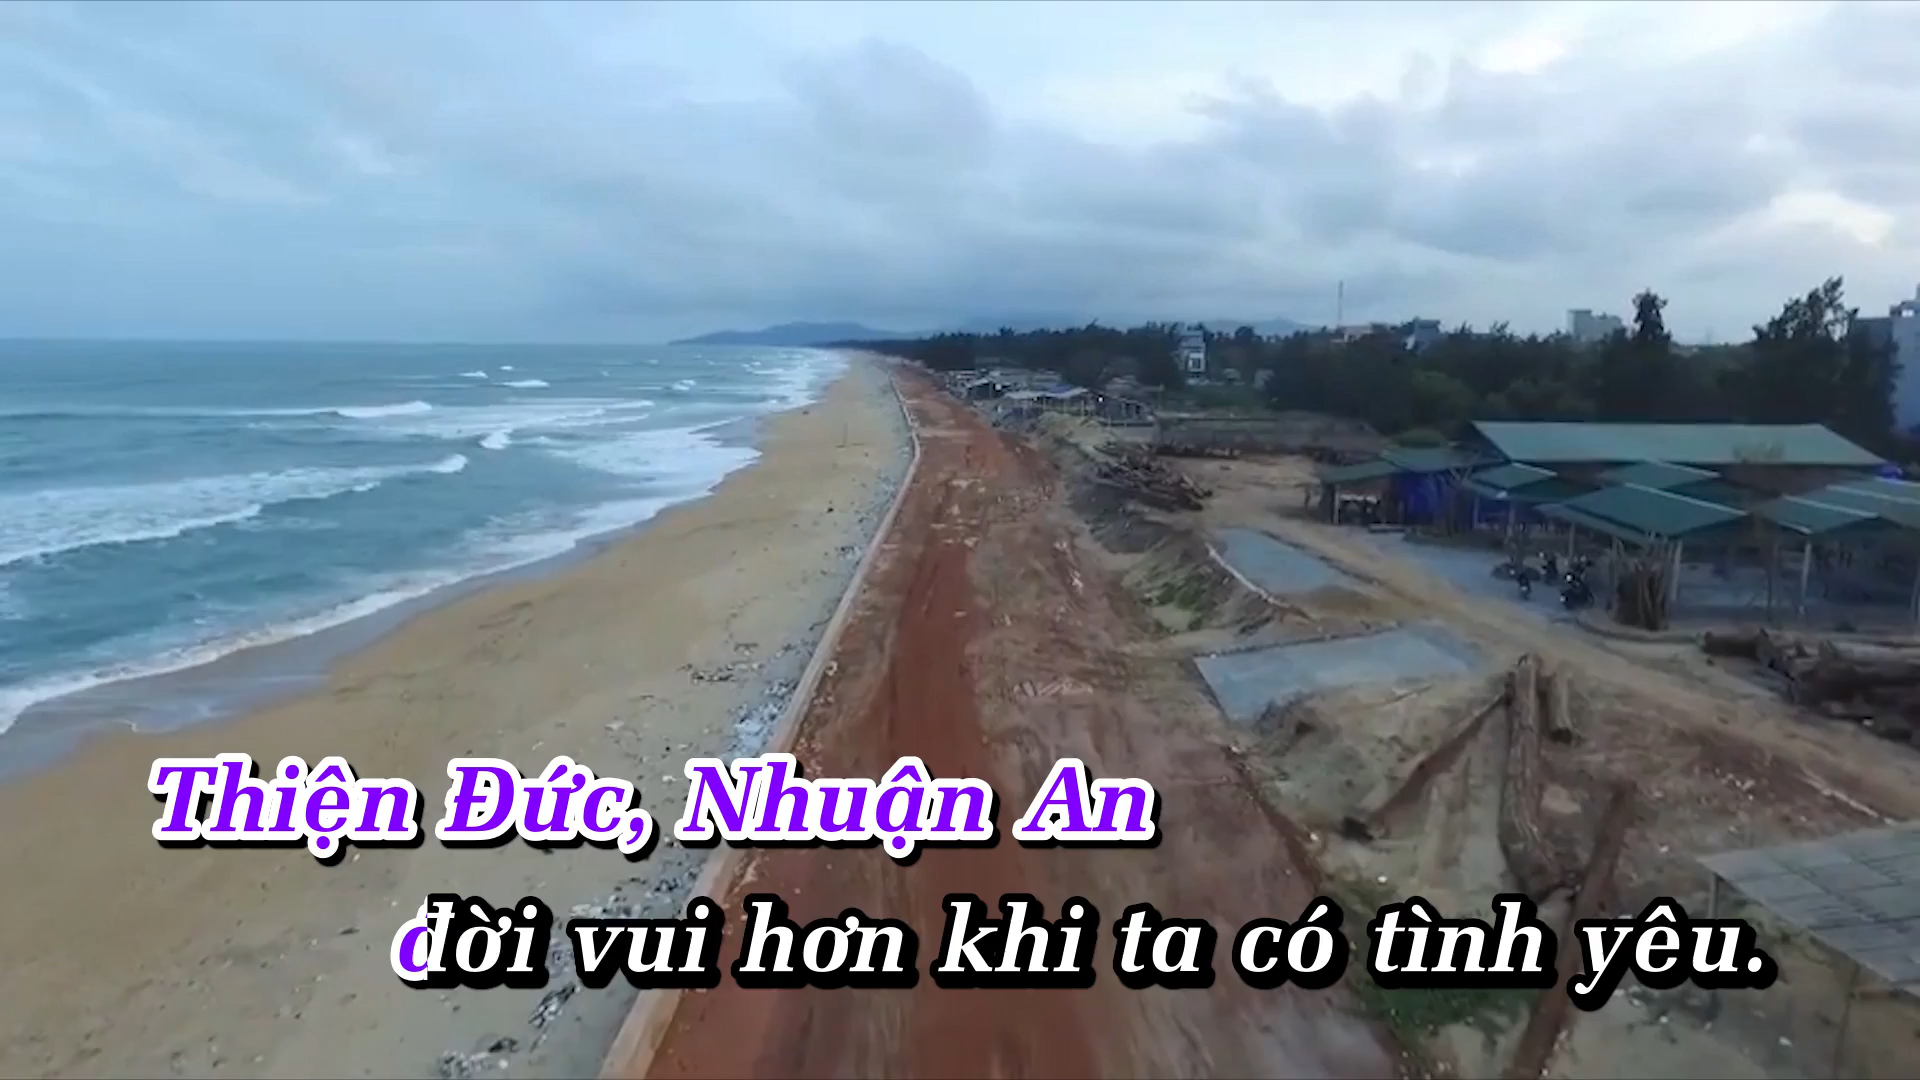 Thiện Đức, Nhuận An
đời vui hơn khi ta có tình yêu.